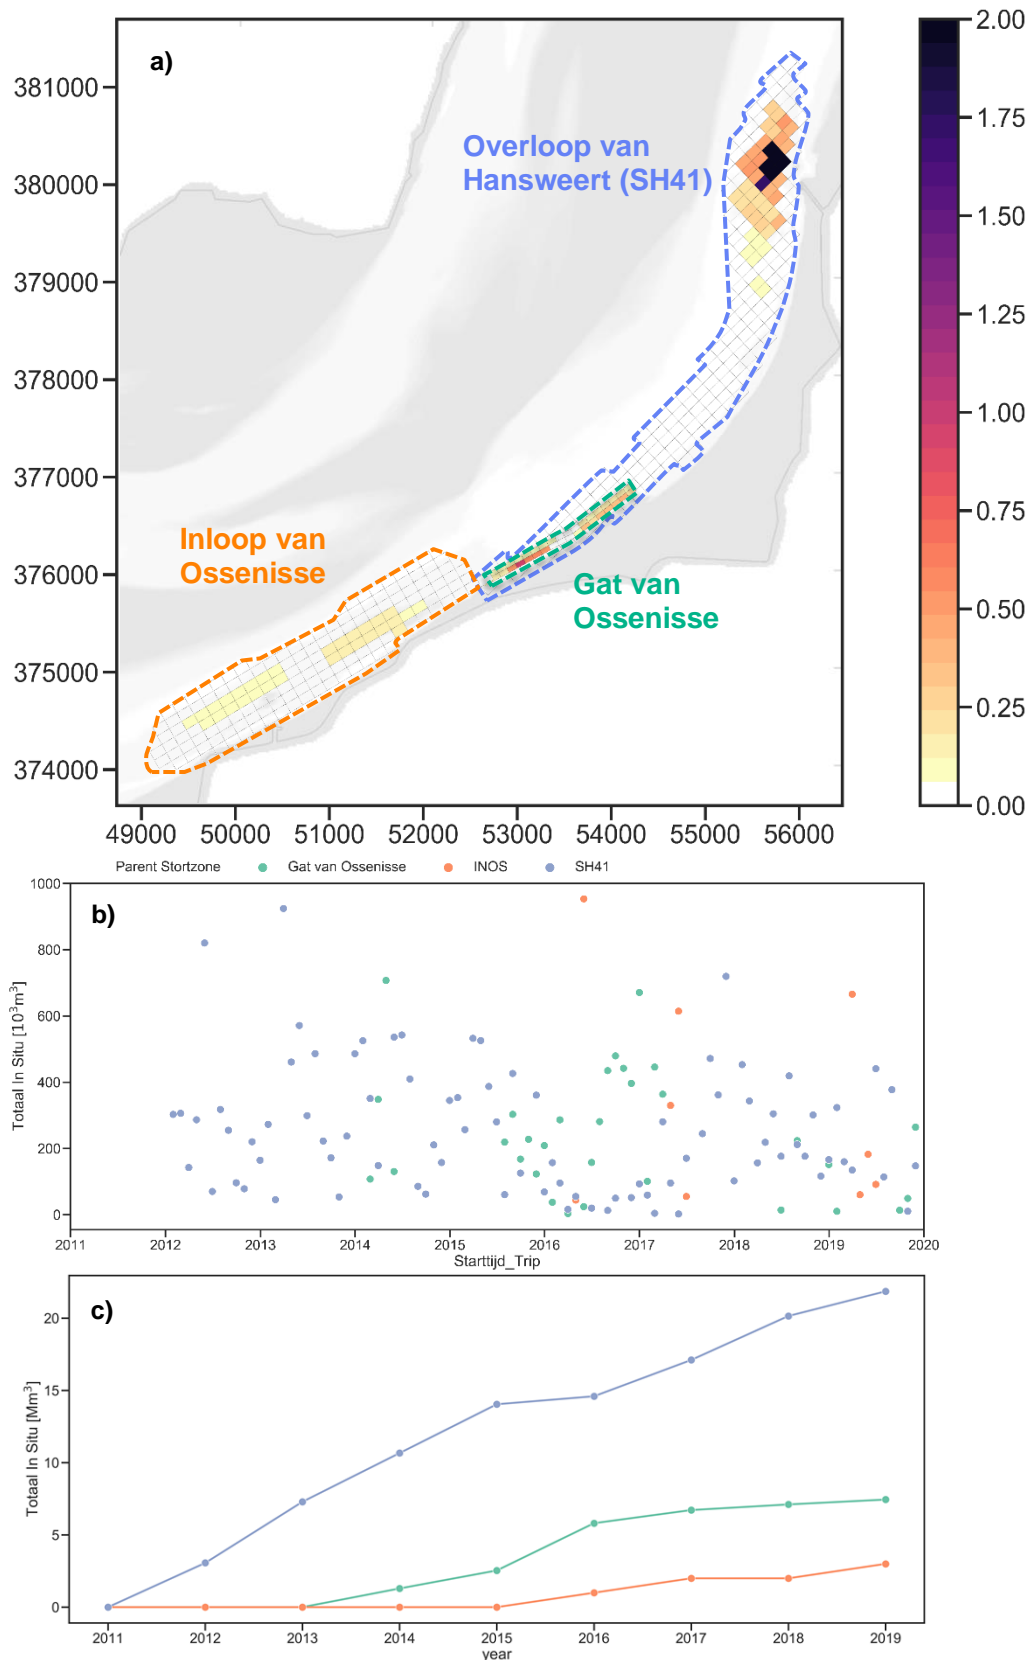 a)
381000
380000
379000
378000
377000
376000
375000
374000
Overloop van
Hansweert (SH41)
Inloop van
Ossenisse
Gat van
Ossenisse
49000 50000 51000 52000 53000 54000 55000 56000
2.00
1.75
1.50
1.25
1.00
0.75
0.50
0.25
0.00
Parent Stortzone Gat van Ossenisse INOS SH41
b)
1000
800
600
400
200
0
Totaal In Situ [10³m³]
2011 2012 2013 2014 2015 2016 2017 2018 2019 2020
Starttijd_Trip
c)
20
15
10
5
0
Totaal In Situ [Mm³]
2011 2012 2013 2014 2015 2016 2017 2018 2019
year